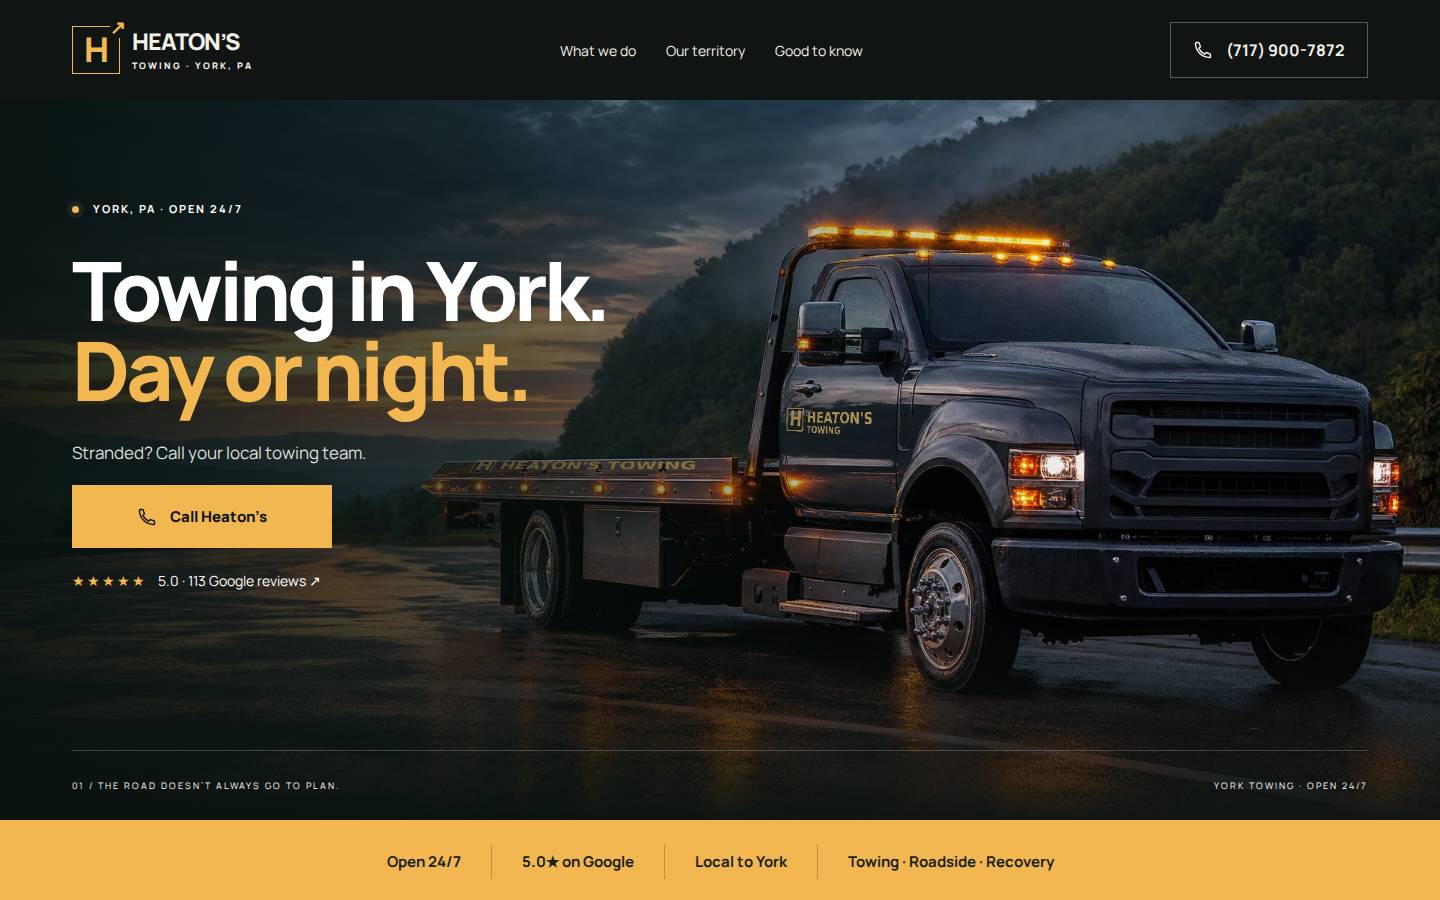 H↗ HEATON'S
TOWING · YORK, PA
What we do
Our territory
Good to know
(717) 900-7872
YORK, PA · OPEN 24/7
Towing in York.
Day or night.
Stranded? Call your local towing team.
Call Heaton's
★★★★★ 5.0 · 113 Google reviews ↗
H HEATON'S
TOWING
H HEATON'S TOWING
01 / THE ROAD DOESN'T ALWAYS GO TO PLAN.
YORK TOWING · OPEN 24/7
Open 24/7
5.0★ on Google
Local to York
Towing · Roadside · Recovery